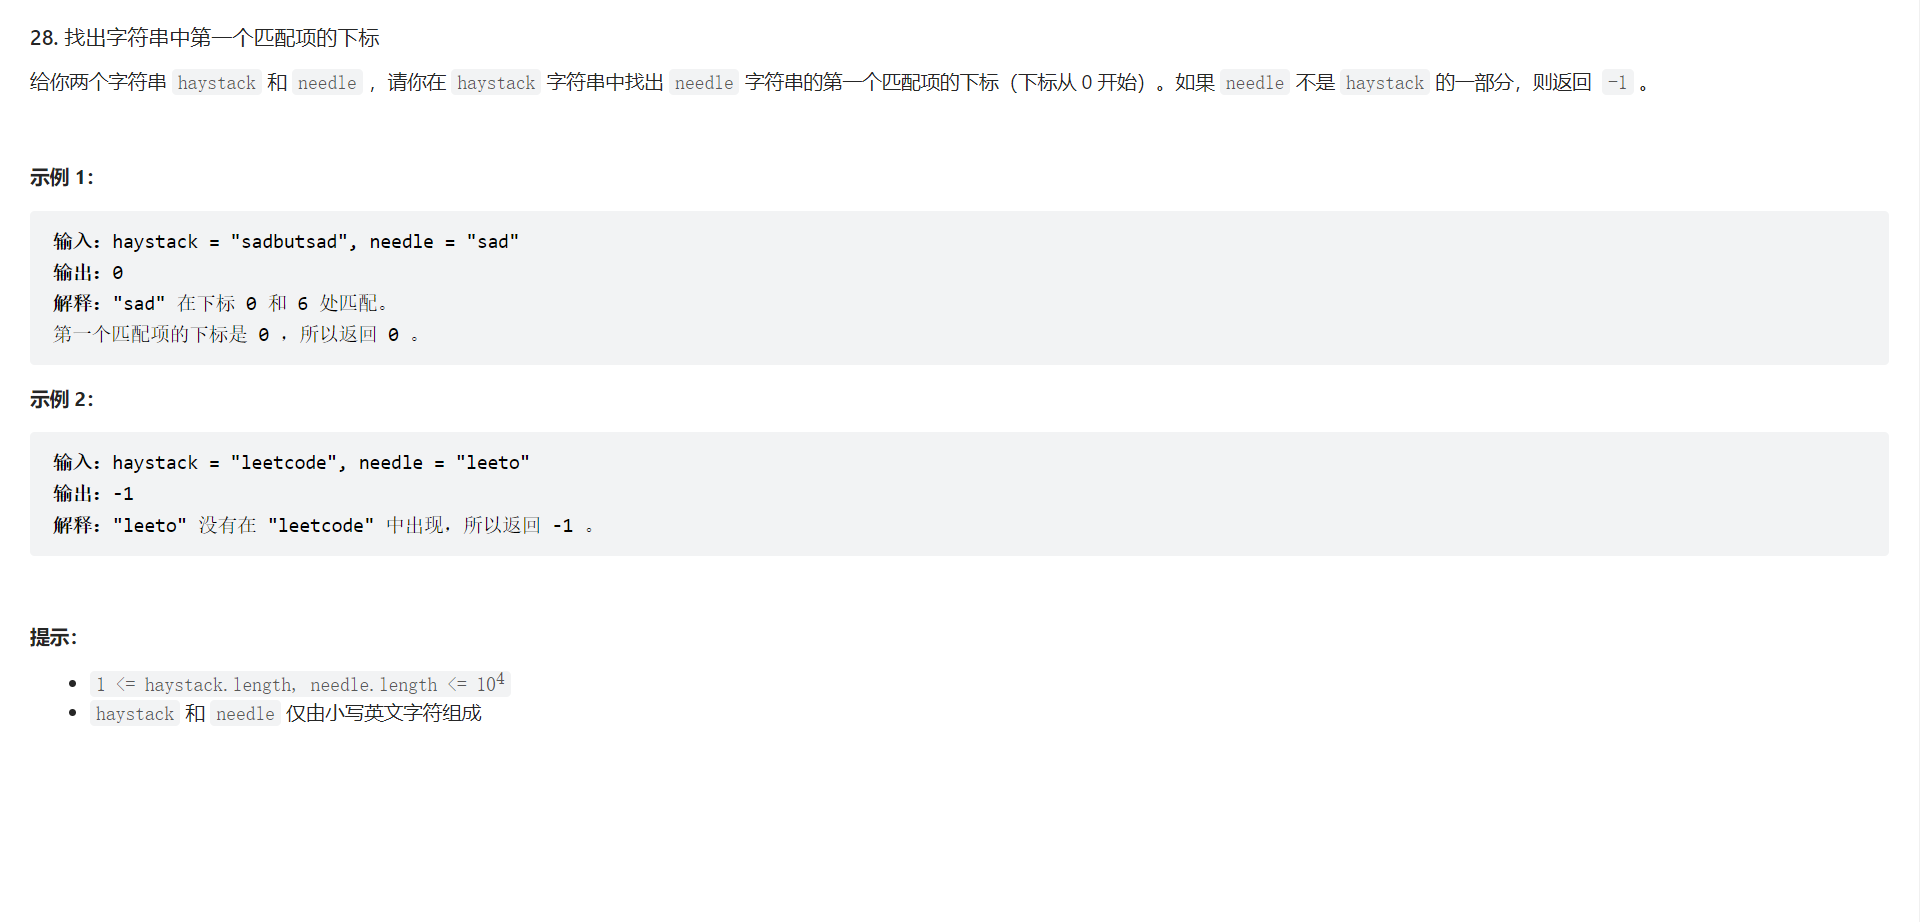 28. 找出字符串中第一个匹配项的下标
给你两个字符串 haystack 和 needle ，请你在 haystack 字符串中找出 needle 字符串的第一个匹配项的下标（下标从 0 开始）。如果 needle 不是 haystack 的一部分，则返回 -1 。
示例 1：
输入：haystack = "sadbutsad", needle = "sad"
输出：0
解释："sad" 在下标 0 和 6 处匹配。
第一个匹配项的下标是 0 ，所以返回 0 。
示例 2：
输入：haystack = "leetcode", needle = "leeto"
输出：-1
解释："leeto" 没有在 "leetcode" 中出现，所以返回 -1 。
提示：
• 1 <= haystack.length, needle.length <= 10⁴
• haystack 和 needle 仅由小写英文字符组成